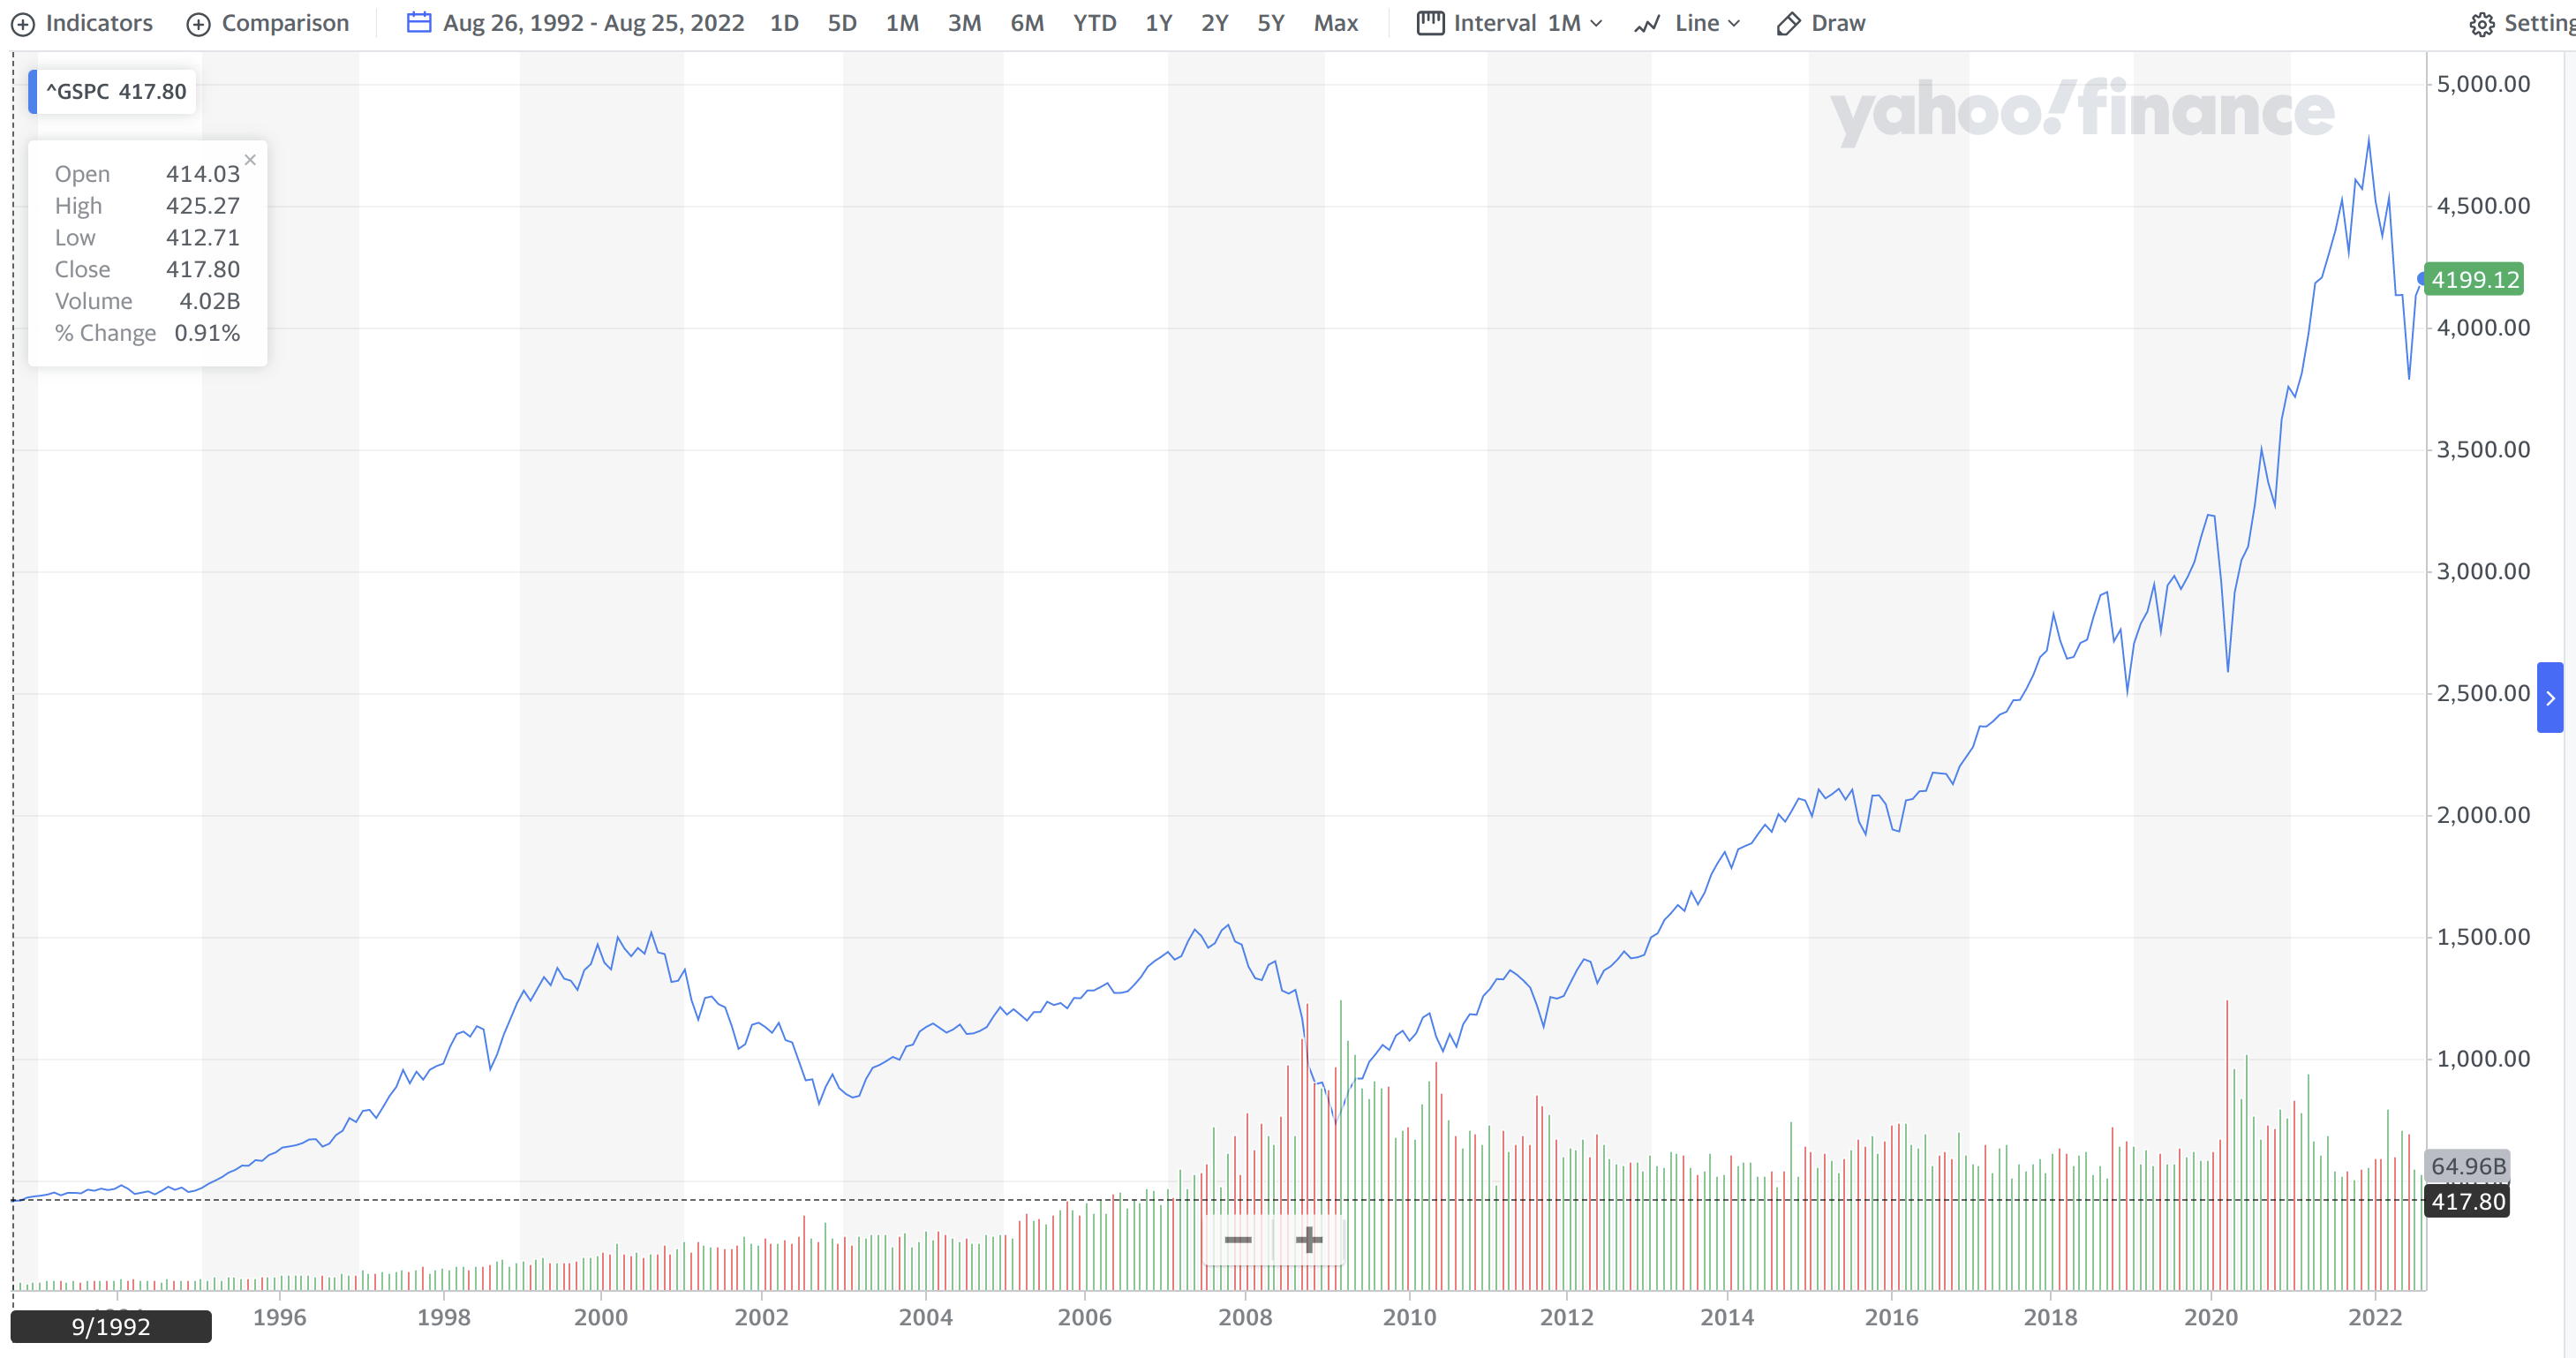 Indicators Comparison Aug 26, 1992 - Aug 25, 2022 1D 5D 1M 3M 6M YTD 1Y 2Y 5Y Max Interval 1M Line Draw Setting
^GSPC 417.80
yahoo!finance
Open 414.03
High 425.27
Low 412.71
Close 417.80
Volume 4.02B
% Change 0.91%
5,000.00
4,500.00
4199.12
4,000.00
3,500.00
3,000.00
2,500.00
2,000.00
1,500.00
1,000.00
64.96B
417.80
9/1992 1996 1998 2000 2002 2004 2006 2008 2010 2012 2014 2016 2018 2020 2022